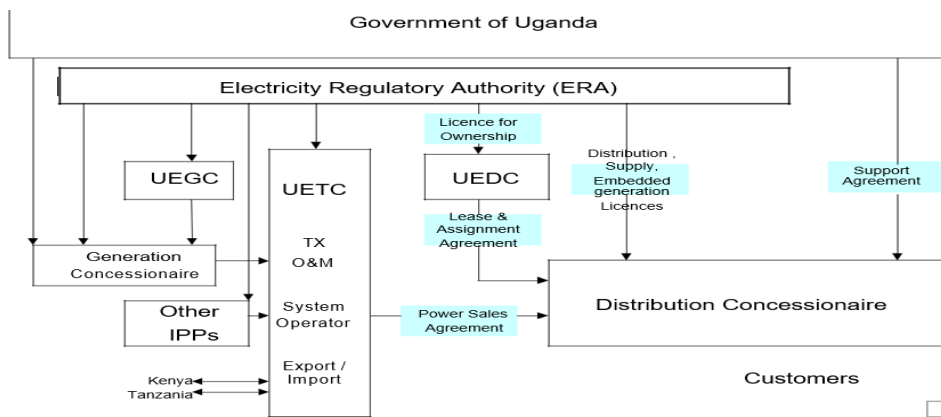 Government of Uganda
Electricity Regulatory Authority (ERA)
Licence for
Ownership
Distribution ,
Supply,
Embedded
generation
Licences
Support
Agreement
UEGC
UETC
UEDC
Lease &
Assignment
Agreement
TX
O&M
Generation
Concessionaire
Other
IPPs
System
Operator
Power Sales
Agreement
Distribution Concessionaire
Export /
Import
Kenya
Tanzania
Customers